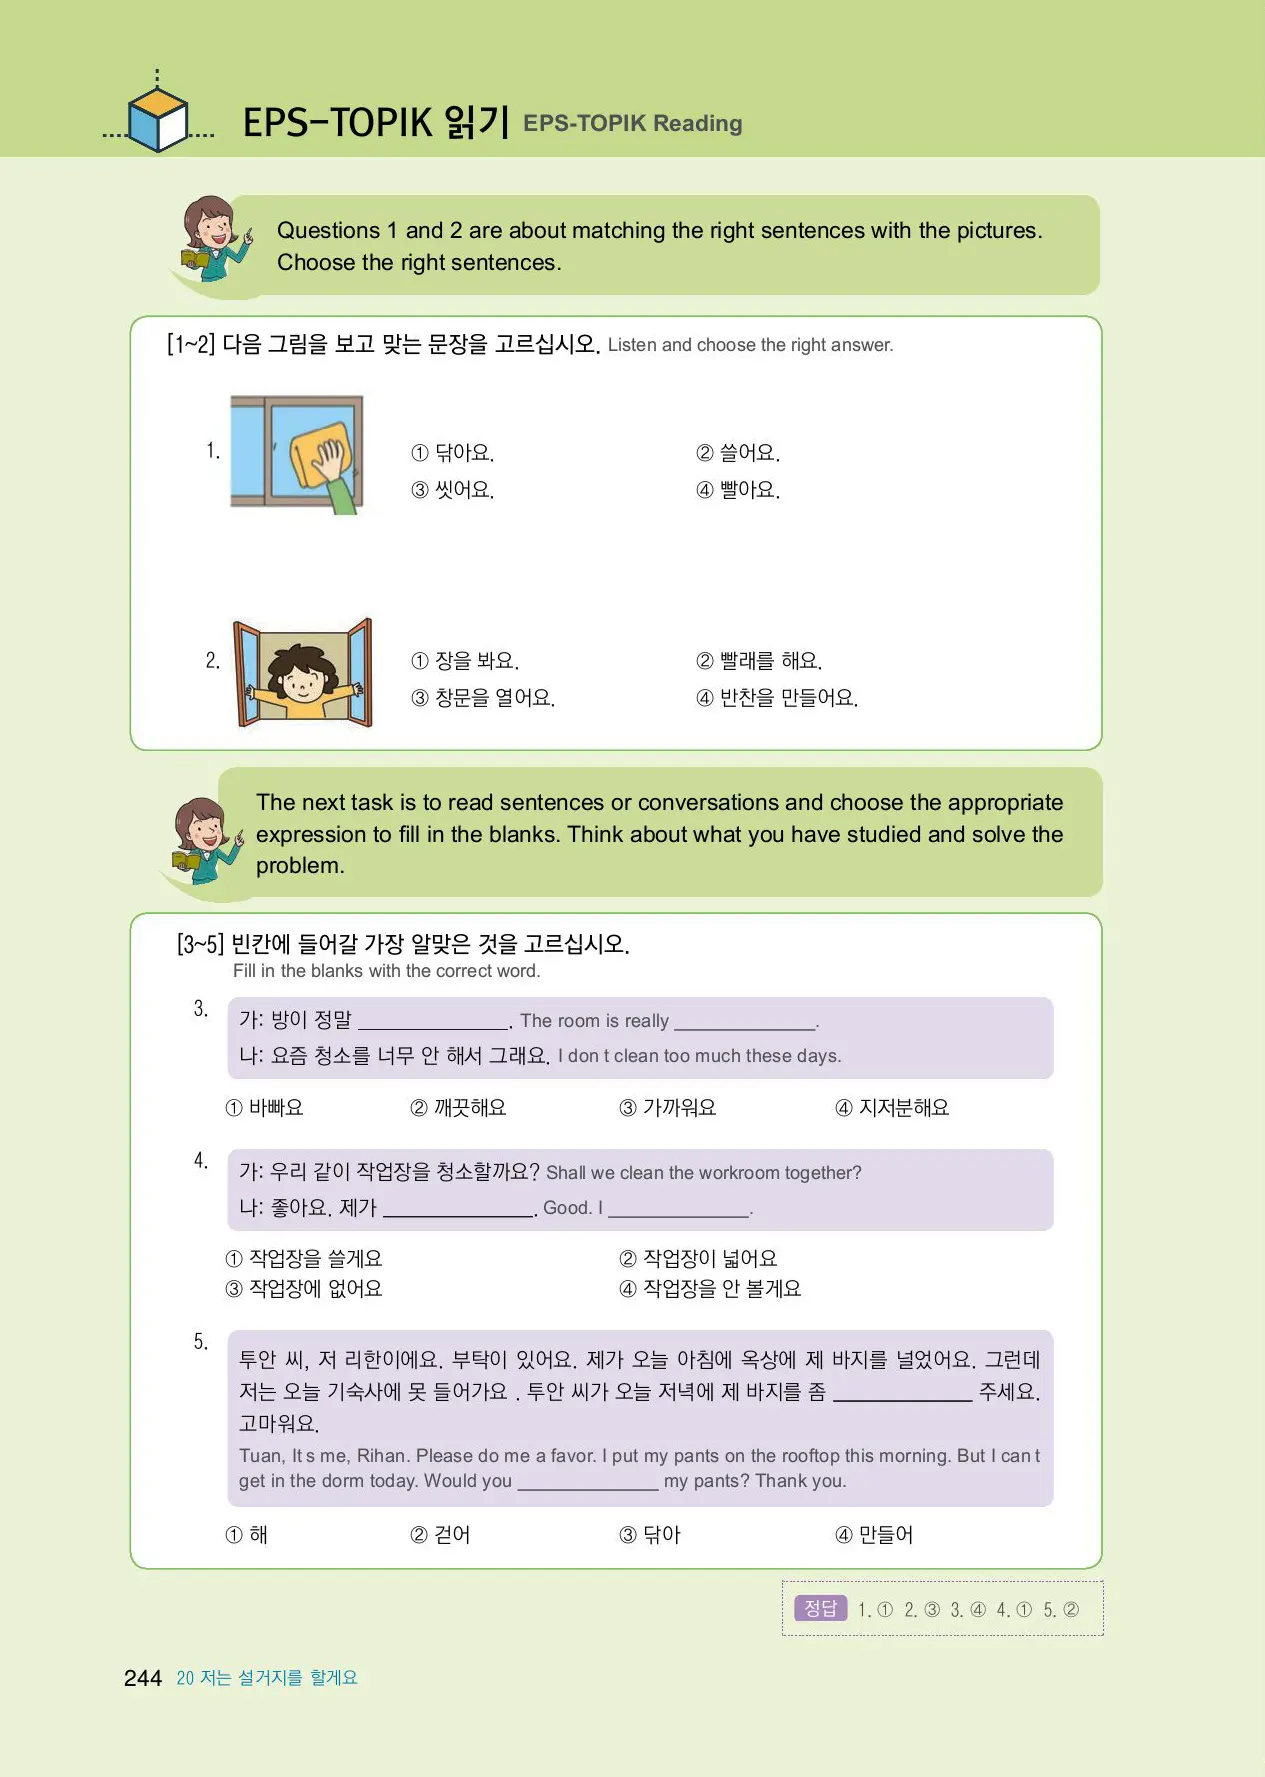 EPS-TOPIK 읽기 EPS-TOPIK Reading
Questions 1 and 2 are about matching the right sentences with the pictures.
Choose the right sentences.
[1~2] 다음 그림을 보고 맞는 문장을 고르십시오. Listen and choose the right answer.
1.
① 닦아요. ② 쓸어요.
③ 씻어요. ④ 빨아요.
2.
① 장을 봐요. ② 빨래를 해요.
③ 창문을 열어요. ④ 반찬을 만들어요.
The next task is to read sentences or conversations and choose the appropriate
expression to fill in the blanks. Think about what you have studied and solve the
problem.
[3~5] 빈칸에 들어갈 가장 알맞은 것을 고르십시오.
Fill in the blanks with the correct word.
3.
가: 방이 정말 ______________. The room is really ______________.
나: 요즘 청소를 너무 안 해서 그래요. I don t clean too much these days.
① 바빠요 ② 깨끗해요 ③ 가까워요 ④ 지저분해요
4.
가: 우리 같이 작업장을 청소할까요? Shall we clean the workroom together?
나: 좋아요. 제가 ______________. Good. I ______________.
① 작업장을 쓸게요 ② 작업장이 넓어요
③ 작업장에 없어요 ④ 작업장을 안 볼게요
5.
투안 씨, 저 리한이에요. 부탁이 있어요. 제가 오늘 아침에 옥상에 제 바지를 널었어요. 그런데
저는 오늘 기숙사에 못 들어가요 . 투안 씨가 오늘 저녁에 제 바지를 좀 ______________ 주세요.
고마워요.
Tuan, It s me, Rihan. Please do me a favor. I put my pants on the rooftop this morning. But I can t
get in the dorm today. Would you ______________ my pants? Thank you.
① 해 ② 걷어 ③ 닦아 ④ 만들어
정답 1. ① 2. ③ 3. ④ 4. ① 5. ②
244 20 저는 설거지를 할게요